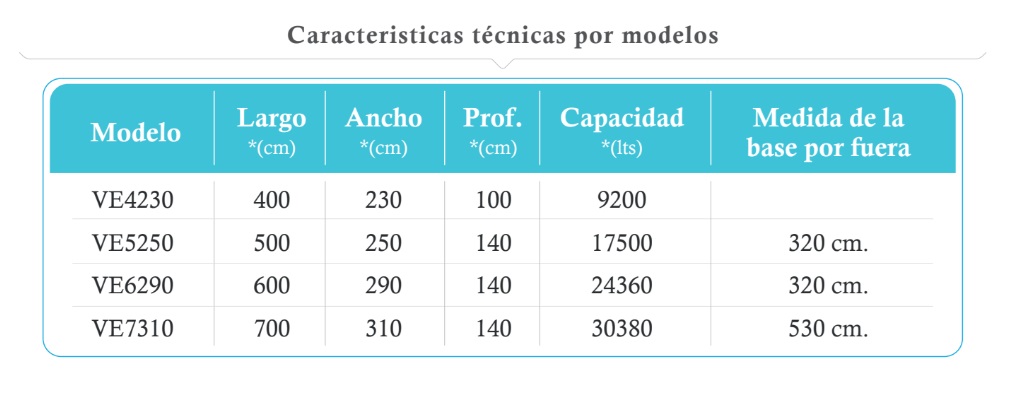 Caracteristicas técnicas por modelos
Modelo Largo *(cm) Ancho *(cm) Prof. *(cm) Capacidad *(lts) Medida de la base por fuera
VE4230 400 230 100 9200
VE5250 500 250 140 17500 320 cm.
VE6290 600 290 140 24360 320 cm.
VE7310 700 310 140 30380 530 cm.